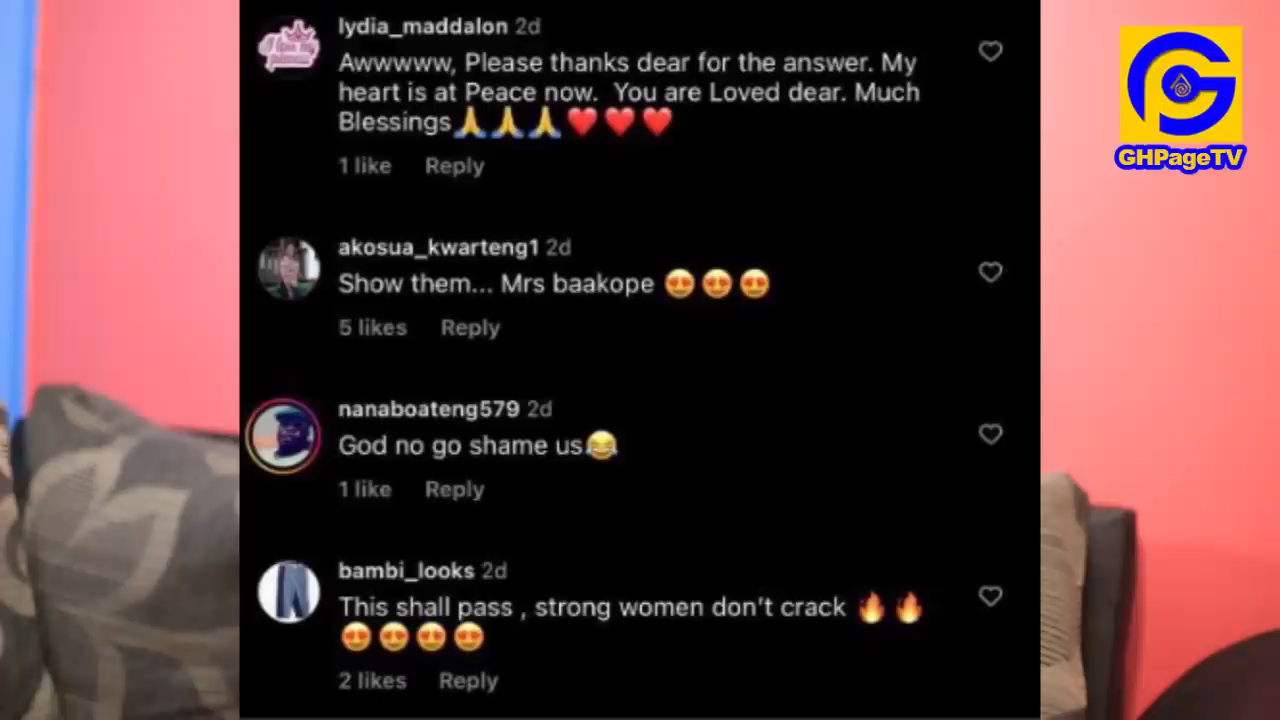 lydia_maddalon 2d
Awwwww, Please thanks dear for the answer. My
heart is at Peace now. You are Loved dear. Much
Blessings🙏🙏🙏❤️❤️❤️
1 like Reply
akosua_kwarteng1 2d
Show them... Mrs baakope 😍😍😍
5 likes Reply
nanaboateng579 2d
God no go shame us😂
1 like Reply
bambi_looks 2d
This shall pass , strong women don't crack 🔥🔥
😍😍😍😍
2 likes Reply
GHPageTV